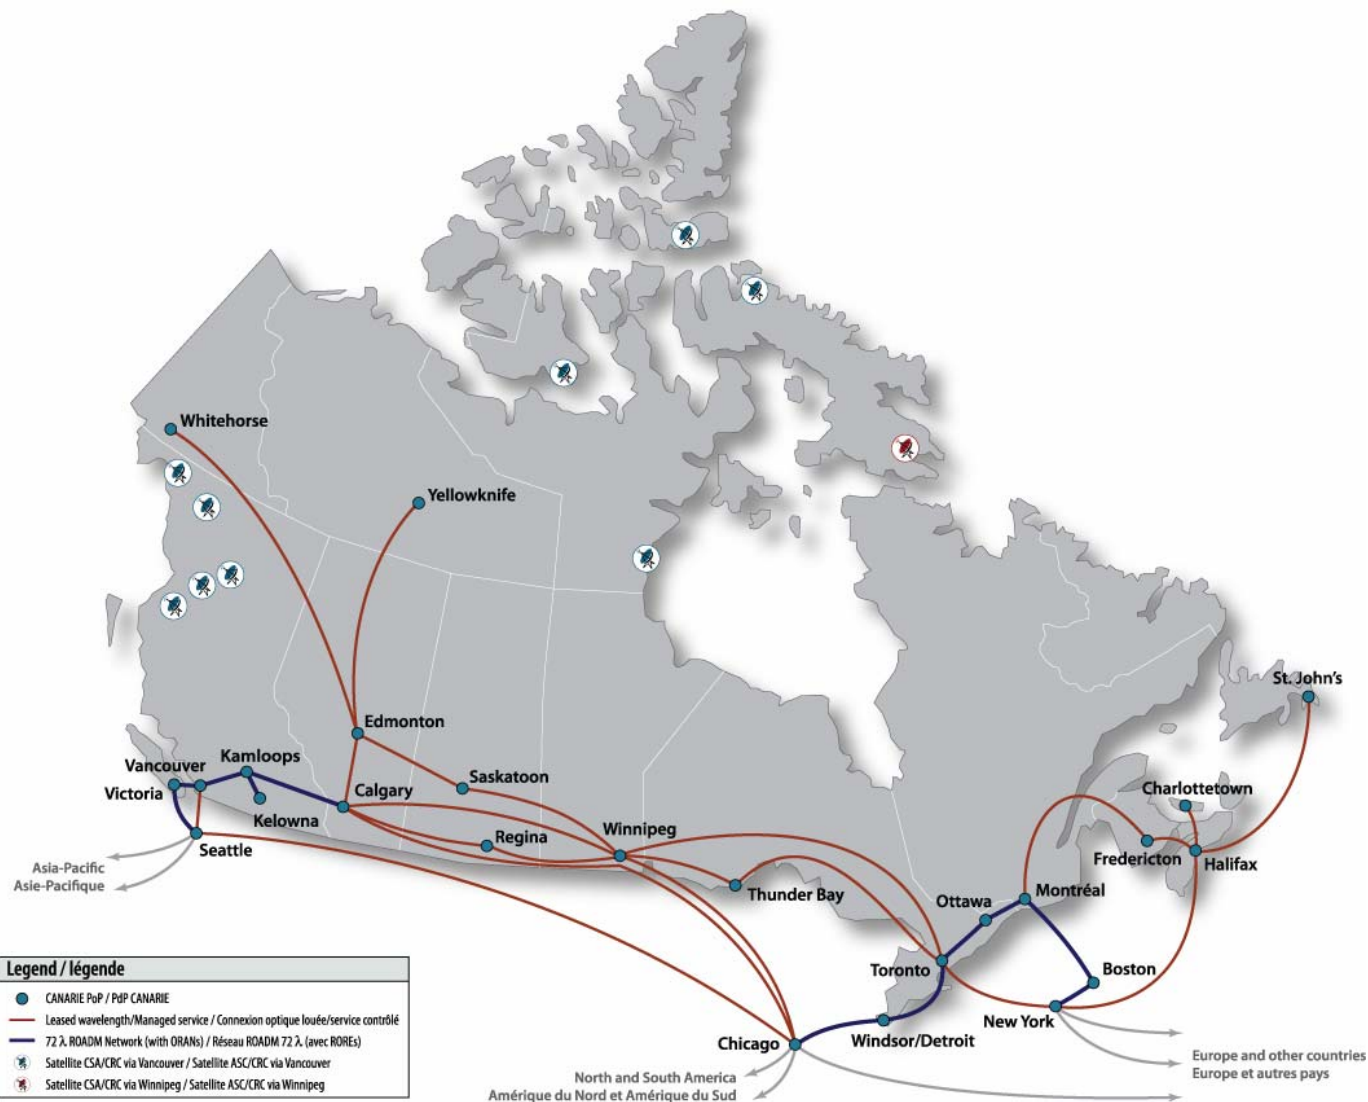 Whitehorse
Yellowknife
Edmonton
St. John's
Kamloops
Vancouver
Saskatoon
Victoria
Calgary
Charlottetown
Kelowna
Regina
Winnipeg
Seattle
Fredericton
Halifax
Asia-Pacific
Asie-Pacifique
Thunder Bay
Montréal
Ottawa
Toronto
Boston
New York
Chicago
Windsor/Detroit
Europe and other countries
Europe et autres pays
North and South America
Amérique du Nord et Amérique du Sud
Legend / légende
CANARIE PoP / PdP CANARIE
Leased wavelength/Managed service / Connexion optique louée/service contrôlé
72 λ ROADM Network (with ORANs) / Réseau ROADM 72 λ (avec ROREs)
Satellite CSA/CRC via Vancouver / Satellite ASC/CRC via Vancouver
Satellite CSA/CRC via Winnipeg / Satellite ASC/CRC via Winnipeg